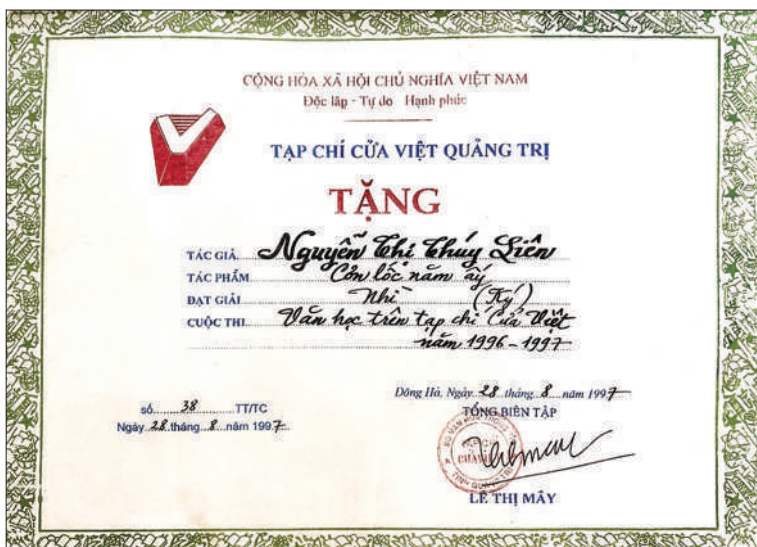 CỘNG HÒA XÃ HỘI CHỦ NGHĨA VIỆT NAM
Độc lập - Tự do Hạnh phúc
TẠP CHÍ CỬA VIỆT QUẢNG TRỊ
TẶNG
TÁC GIẢ. Nguyễn Thị Thúy Liên
TÁC PHẨM Cơn lốc năm ấy
ĐẠT GIẢI Nhì (Ký)
CUỘC THI. Văn học trên tạp chí Cửa Việt
năm 1996 - 1997
Đông Hà, Ngày 28 tháng 8 năm 1997
số 38 TT/TC
TỔNG BIÊN TẬP
Ngày 28 tháng 8 năm 1997
LÊ THỊ MÂY